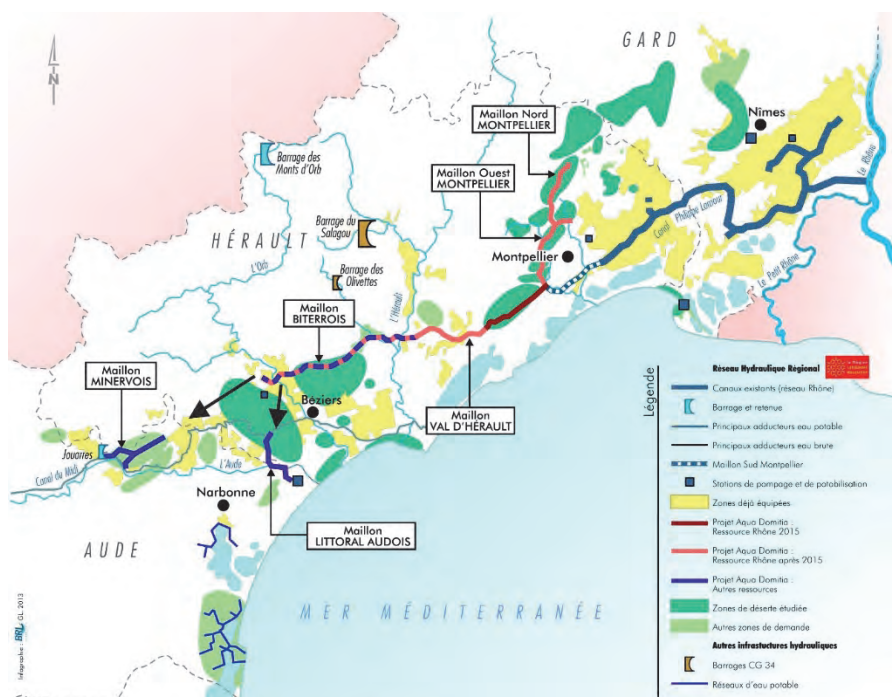 N
GARD
Nîmes
Le Rhône
Maillon Nord
MONTPELLIER
Maillon Ouest
MONTPELLIER
Canal Philippe Lamour
Barrage des
Monts d'Orb
HÉRAULT
Barrage du
Salagou
Barrage des
Olivettes
L'Orb
L'Hérault
Montpellier
Le Petit Rhône
Maillon
BITERROIS
Maillon
MINERVOIS
Béziers
Maillon
VAL D'HÉRAULT
Jouarres
Canal du Midi
L'Aude
Narbonne
Maillon
LITTORAL AUDOIS
AUDE
MER MÉDITERRANÉE
Infographie : BRL GL. 2013
Légende
Réseau Hydraulique Régional
Canaux existants (réseau Rhône)
Barrage et retenue
Principaux adducteurs eau potable
Principaux adducteurs eau brute
Maillon Sud Montpellier
Stations de pompage et de potabilisation
Zones déjà équipées
Projet Aqua Domitia :
Ressource Rhône 2015
Projet Aqua Domitia :
Ressource Rhône après 2015
Projet Aqua Domitia :
Autres ressources
Zones de déserte étudiée
Autres zones de demande
Autres infrastuctures hydrouliques
Barroges CG 34
Réseaux d'eau potable